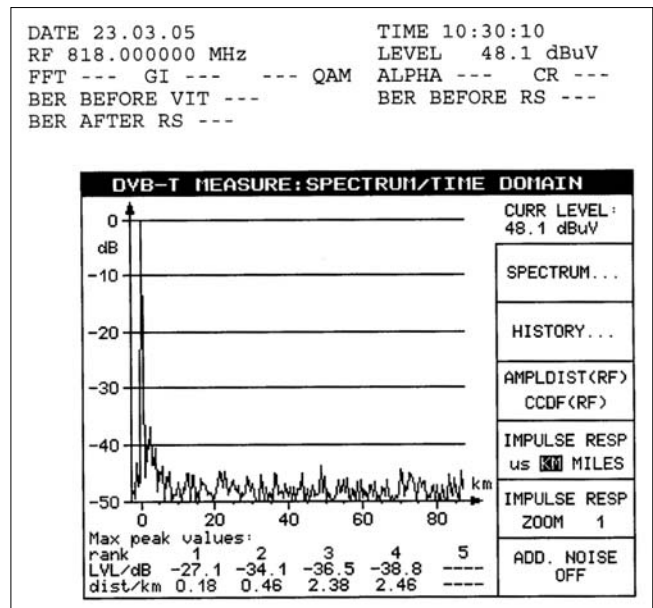 DATE 23.03.05 TIME 10:30:10
RF 818.000000 MHz LEVEL 48.1 dBuV
FFT --- GI --- --- QAM ALPHA --- CR ---
BER BEFORE VIT --- BER BEFORE RS ---
BER AFTER RS ---
DVB-T MEASURE:SPECTRUM/TIME DOMAIN
CURR LEVEL:
48.1 dBuV
SPECTRUM...
HISTORY...
AMPLDIST(RF)
CCDF(RF)
IMPULSE RESP
us KM MILES
IMPULSE RESP
ZOOM 1
ADD. NOISE
OFF
0
dB
-10
-20
-30
-40
-50
km
0 20 40 60 80
Max peak values:
rank 1 2 3 4 5
LVL/dB -27.1 -34.1 -36.5 -38.8 ----
dist/km 0.18 0.46 2.38 2.46 ----